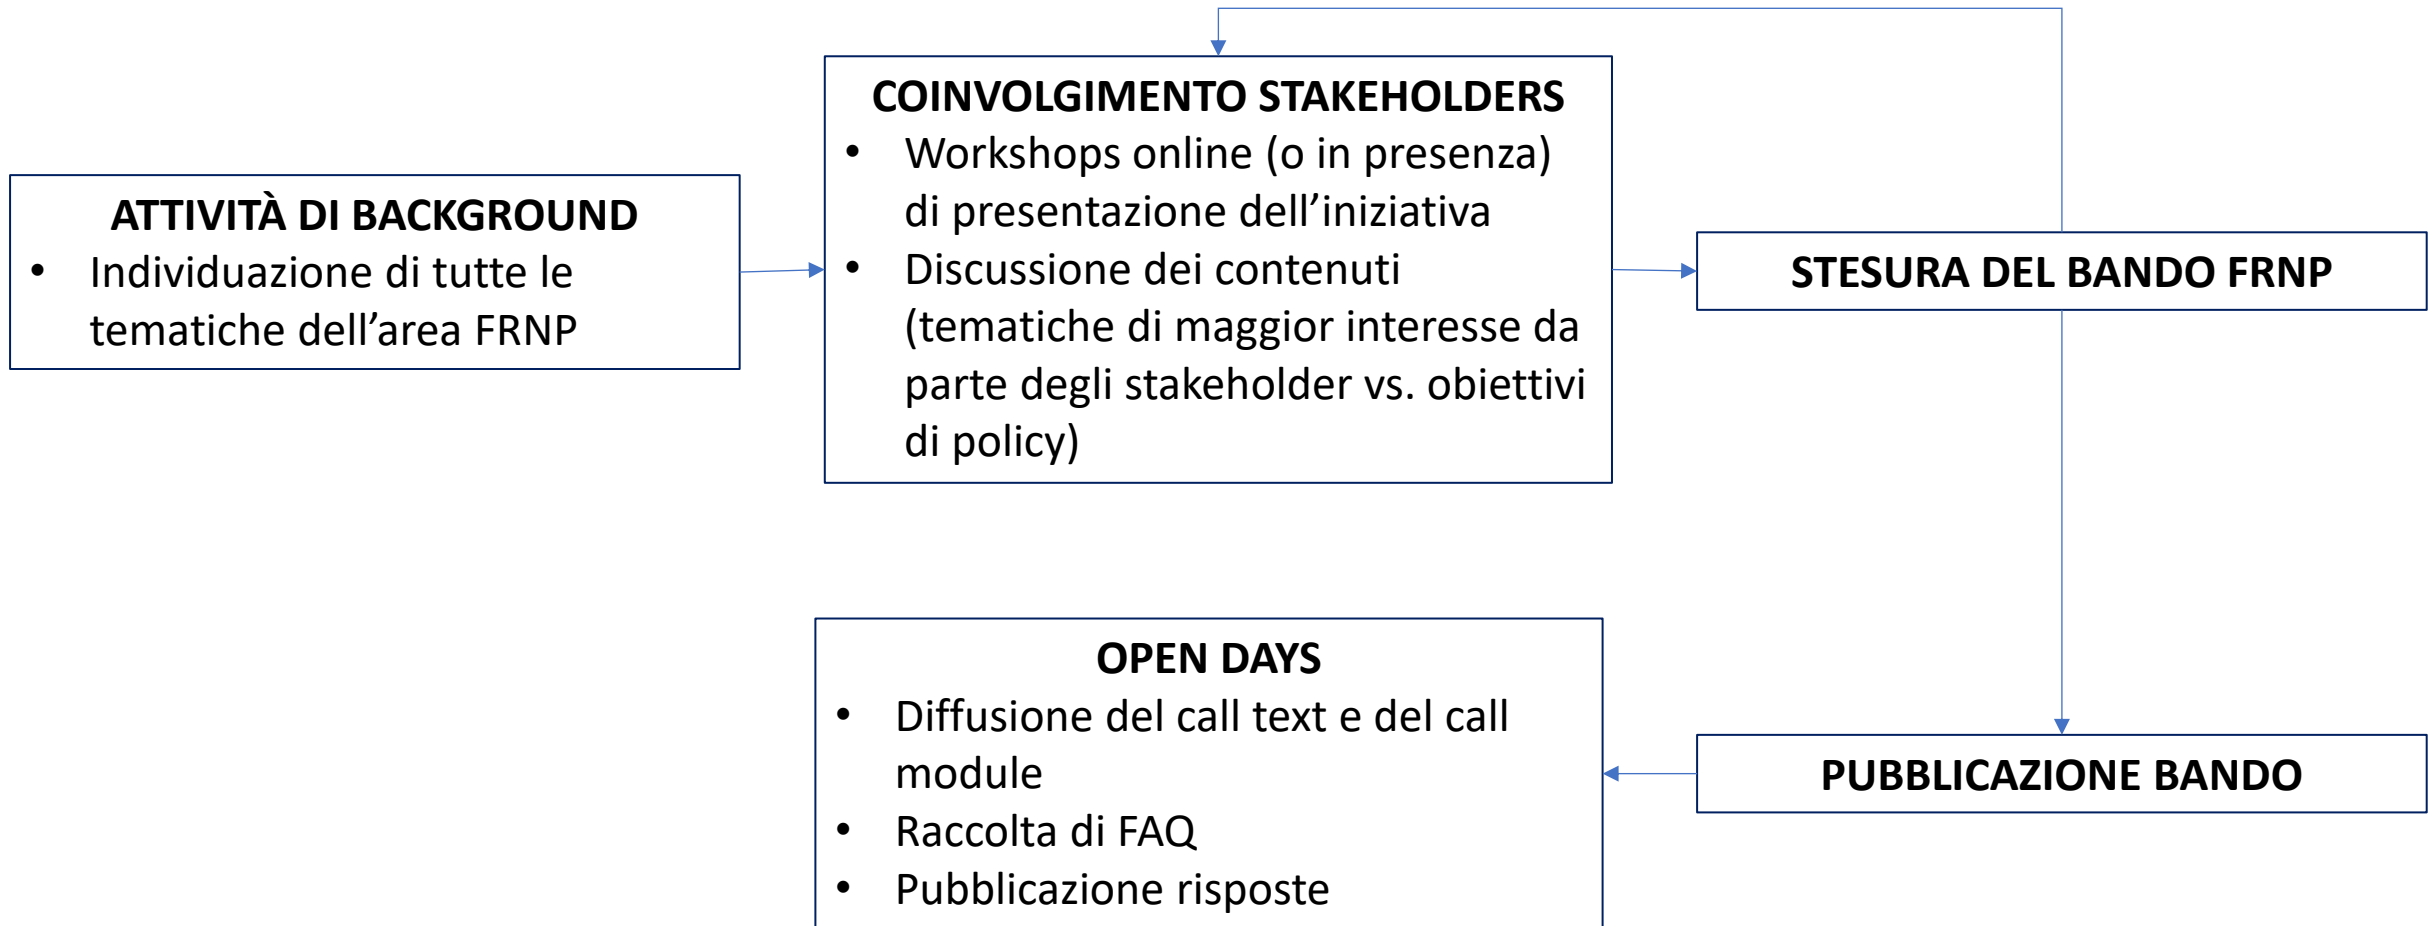 ATTIVITÀ DI BACKGROUND
• Individuazione di tutte le
tematiche dell’area FRNP
COINVOLGIMENTO STAKEHOLDERS
• Workshops online (o in presenza)
di presentazione dell’iniziativa
• Discussione dei contenuti
(tematiche di maggior interesse da
parte degli stakeholder vs. obiettivi
di policy)
STESURA DEL BANDO FRNP
PUBBLICAZIONE BANDO
OPEN DAYS
• Diffusione del call text e del call
module
• Raccolta di FAQ
• Pubblicazione risposte